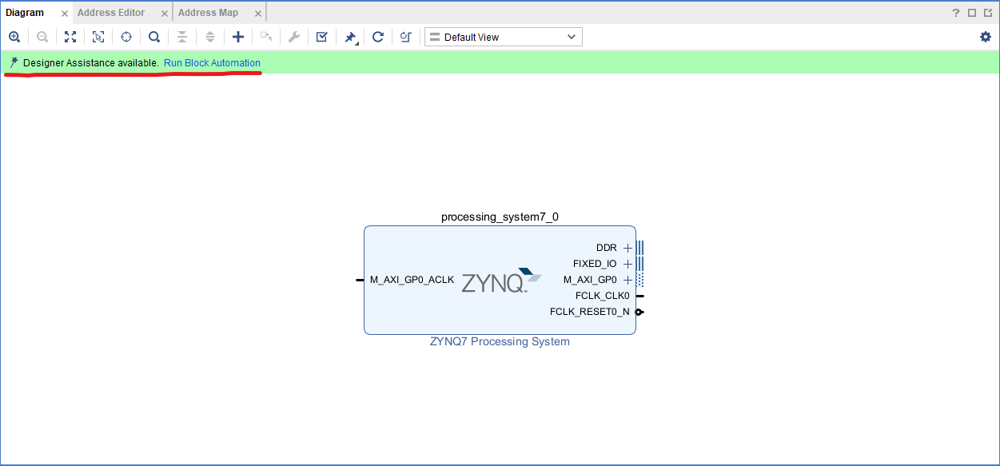 Diagram
Address Editor
Address Map
Default View
Designer Assistance available. Run Block Automation
processing_system7_0
DDR
FIXED_IO
M_AXI_GP0_ACLK
ZYNQ
M_AXI_GP0
FCLK_CLK0
FCLK_RESET0_N
ZYNQ7 Processing System